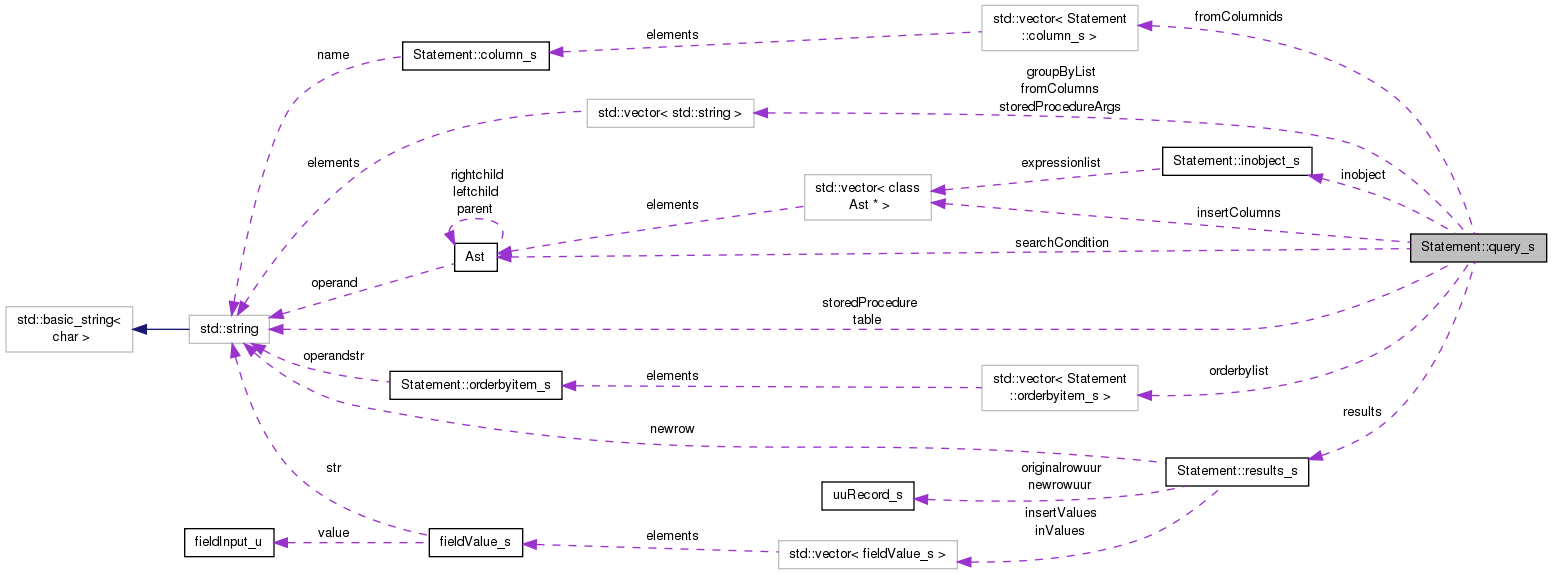 std::vector< Statement
::column_s >
fromColumnids
elements
Statement::column_s
name
groupByList
fromColumns
storedProcedureArgs
std::vector< std::string >
elements
Statement::inobject_s
inobject
expressionlist
std::vector< class
Ast * >
insertColumns
elements
rightchild
leftchild
parent
Ast
searchCondition
Statement::query_s
operand
storedProcedure
table
std::basic_string<
char >
std::string
operandstr
Statement::orderbyitem_s
elements
std::vector< Statement
::orderbyitem_s >
orderbylist
results
newrow
Statement::results_s
str
originalrowuur
newrowuur
uuRecord_s
insertValues
inValues
fieldInput_u
value
fieldValue_s
elements
std::vector< fieldValue_s >